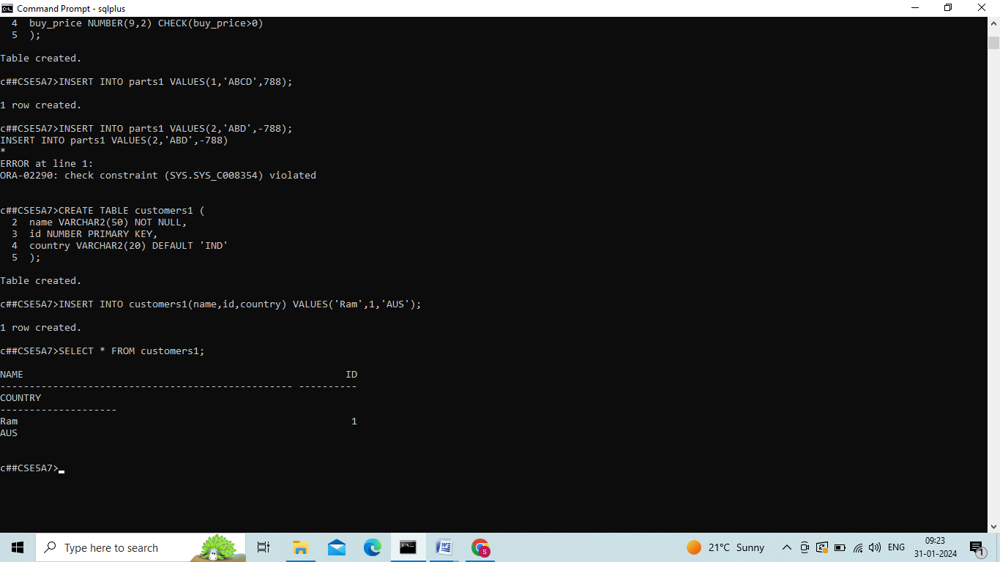 Command Prompt - sqlplus
  4  buy_price NUMBER(9,2) CHECK(buy_price>0)
  5  );
Table created.
c##CSE5A7>INSERT INTO parts1 VALUES(1,'ABCD',788);
1 row created.
c##CSE5A7>INSERT INTO parts1 VALUES(2,'ABD',-788);
INSERT INTO parts1 VALUES(2,'ABD',-788)
*
ERROR at line 1:
ORA-02290: check constraint (SYS.SYS_C008354) violated
c##CSE5A7>CREATE TABLE customers1 (
  2  name VARCHAR2(50) NOT NULL,
  3  id NUMBER PRIMARY KEY,
  4  country VARCHAR2(20) DEFAULT 'IND'
  5  );
Table created.
c##CSE5A7>INSERT INTO customers1(name,id,country) VALUES('Ram',1,'AUS');
1 row created.
c##CSE5A7>SELECT * FROM customers1;
NAME                                                       ID
-------------------------------------------------- ----------
COUNTRY
--------------------
Ram                                                         1
AUS
c##CSE5A7>
Type here to search
21°C Sunny
ENG
09:23
31-01-2024
1